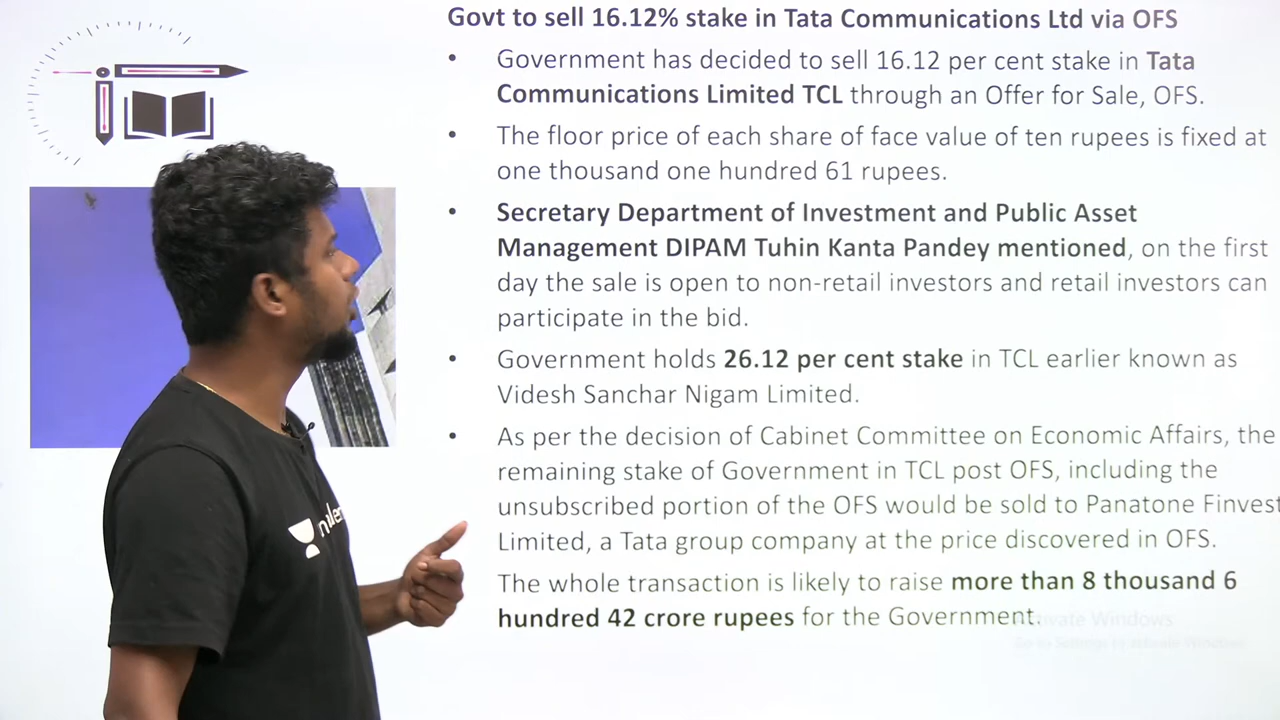 Govt to sell 16.12% stake in Tata Communications Ltd via OFS
• Government has decided to sell 16.12 per cent stake in Tata
Communications Limited TCL through an Offer for Sale, OFS.
• The floor price of each share of face value of ten rupees is fixed at
one thousand one hundred 61 rupees.
• Secretary Department of Investment and Public Asset
Management DIPAM Tuhin Kanta Pandey mentioned, on the first
day the sale is open to non-retail investors and retail investors can
participate in the bid.
• Government holds 26.12 per cent stake in TCL earlier known as
Videsh Sanchar Nigam Limited.
• As per the decision of Cabinet Committee on Economic Affairs, the
remaining stake of Government in TCL post OFS, including the
unsubscribed portion of the OFS would be sold to Panatone Finvest
Limited, a Tata group company at the price discovered in OFS.
The whole transaction is likely to raise more than 8 thousand 6
hundred 42 crore rupees for the Government.
Activate Windows
Go to Settings to activate Windows.